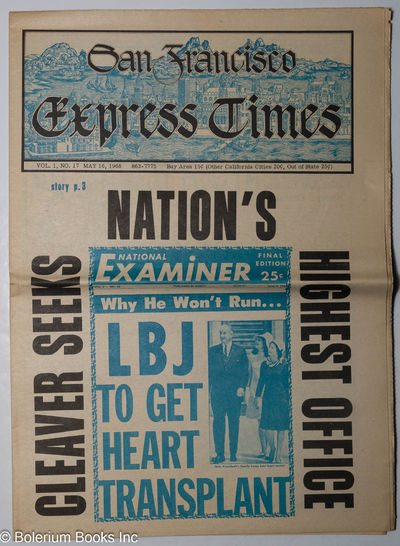 San Francisco
Express Times
VOL. 1, NO. 17 MAY 16, 1968 863-7775 Bay Area 15¢ (Other California Cities 20¢, Out of State 25¢)
story p.3
CLEAVER SEEKS
NATION'S
HIGHEST OFFICE
NATIONAL
EXAMINER
FINAL
EDITION
25¢
Why He Won't Run...
LBJ
TO GET
HEART
TRANSPLANT
© Bolerium Books Inc